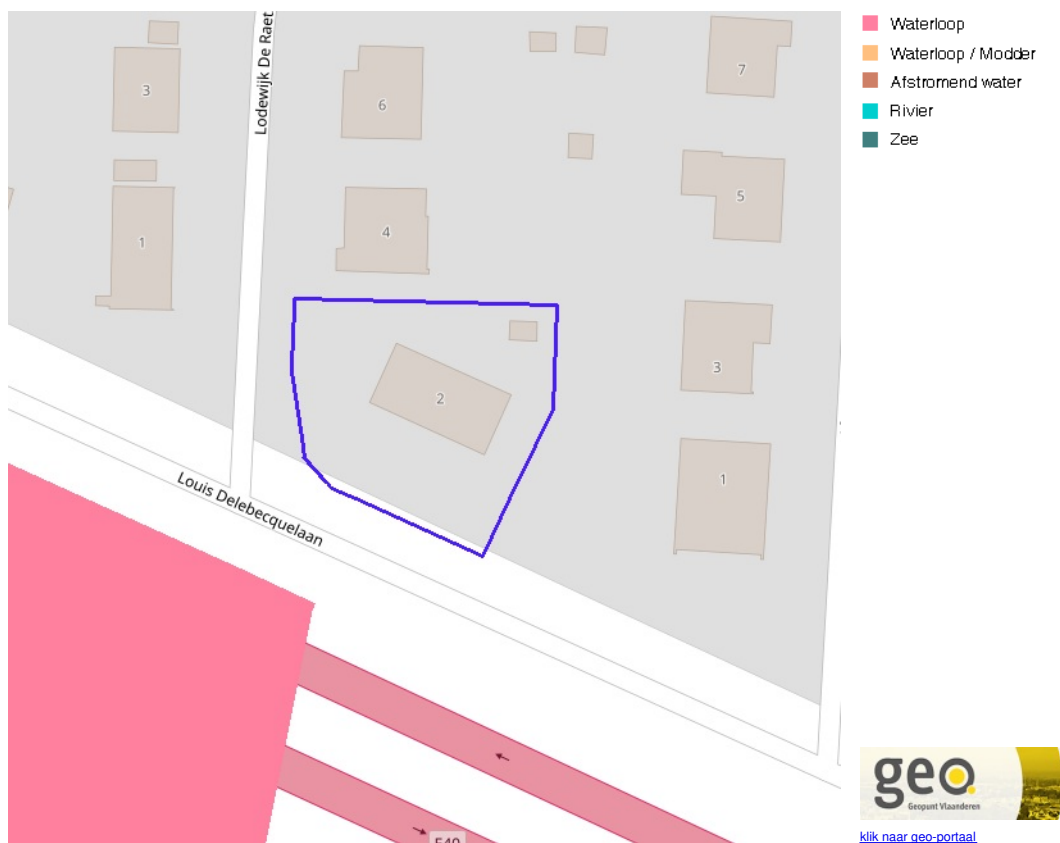 Lodewijk De Raet
3
6
7
1
4
5
2
3
1
Louis Delebecquelaan
Waterloop
Waterloop / Modder
Afstromend water
Rivier
Zee
geo.
Geopunt Vlaanderen
klik naar geo-portaal